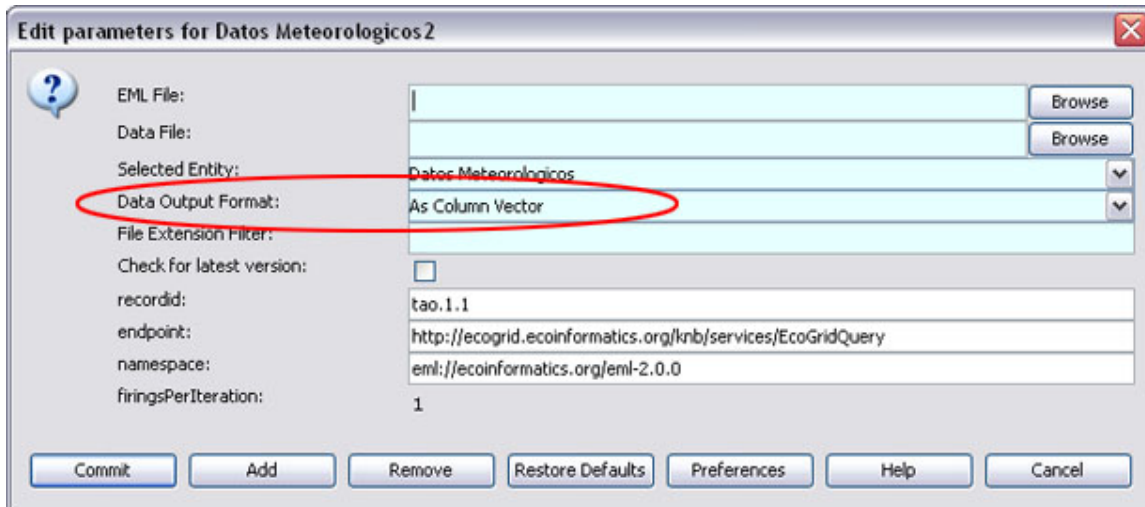 Edit parameters for Datos Meteorologicos2
EML File:
Browse
Data File:
Browse
Selected Entity:
Datos Meteorologicos
Data Output Format:
As Column Vector
File Extension Filter:
Check for latest version:
recordid:
tao.1.1
endpoint:
http://ecogrid.ecoinformatics.org/knb/services/EcoGridQuery
namespace:
eml://ecoinformatics.org/eml-2.0.0
firingsPerIteration:
1
Commit Add Remove Restore Defaults Preferences Help Cancel